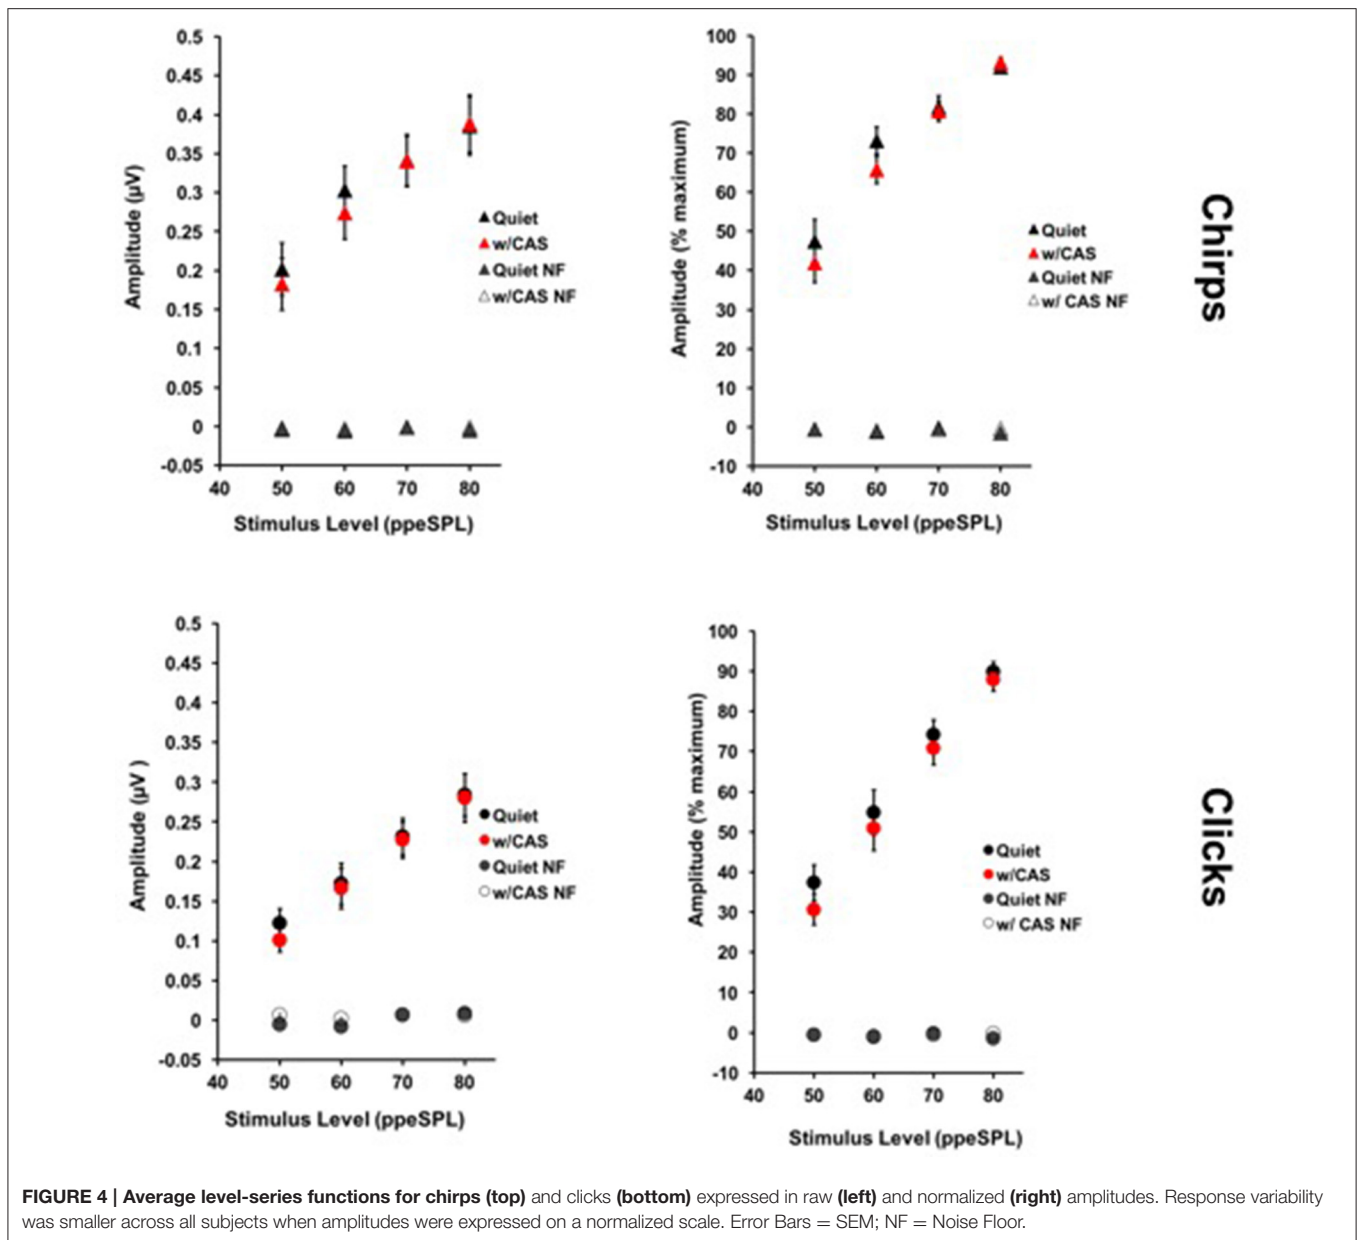 0.5
0.45
0.4
0.35
0.3
0.25
0.2
0.15
0.1
0.05
0
-0.05
40 50 60 70 80
Amplitude (µV)
Stimulus Level (ppeSPL)
Quiet
w/CAS
Quiet NF
w/CAS NF
100
90
80
70
60
50
40
30
20
10
0
-10
40 50 60 70 80
Amplitude (% maximum)
Stimulus Level (ppeSPL)
Quiet
w/CAS
Quiet NF
w/ CAS NF
Chirps
0.5
0.45
0.4
0.35
0.3
0.25
0.2
0.15
0.1
0.05
0
-0.05
40 50 60 70 80
Amplitude (µV )
Stimulus Level (ppeSPL)
Quiet
w/CAS
Quiet NF
w/CAS NF
100
90
80
70
60
50
40
30
20
10
0
-10
40 50 60 70 80
Amplitude (% maximum)
Stimulus Level (ppeSPL)
Quiet
w/CAS
Quiet NF
w/ CAS NF
Clicks
FIGURE 4 | Average level-series functions for chirps (top) and clicks (bottom) expressed in raw (left) and normalized (right) amplitudes. Response variability
was smaller across all subjects when amplitudes were expressed on a normalized scale. Error Bars = SEM; NF = Noise Floor.